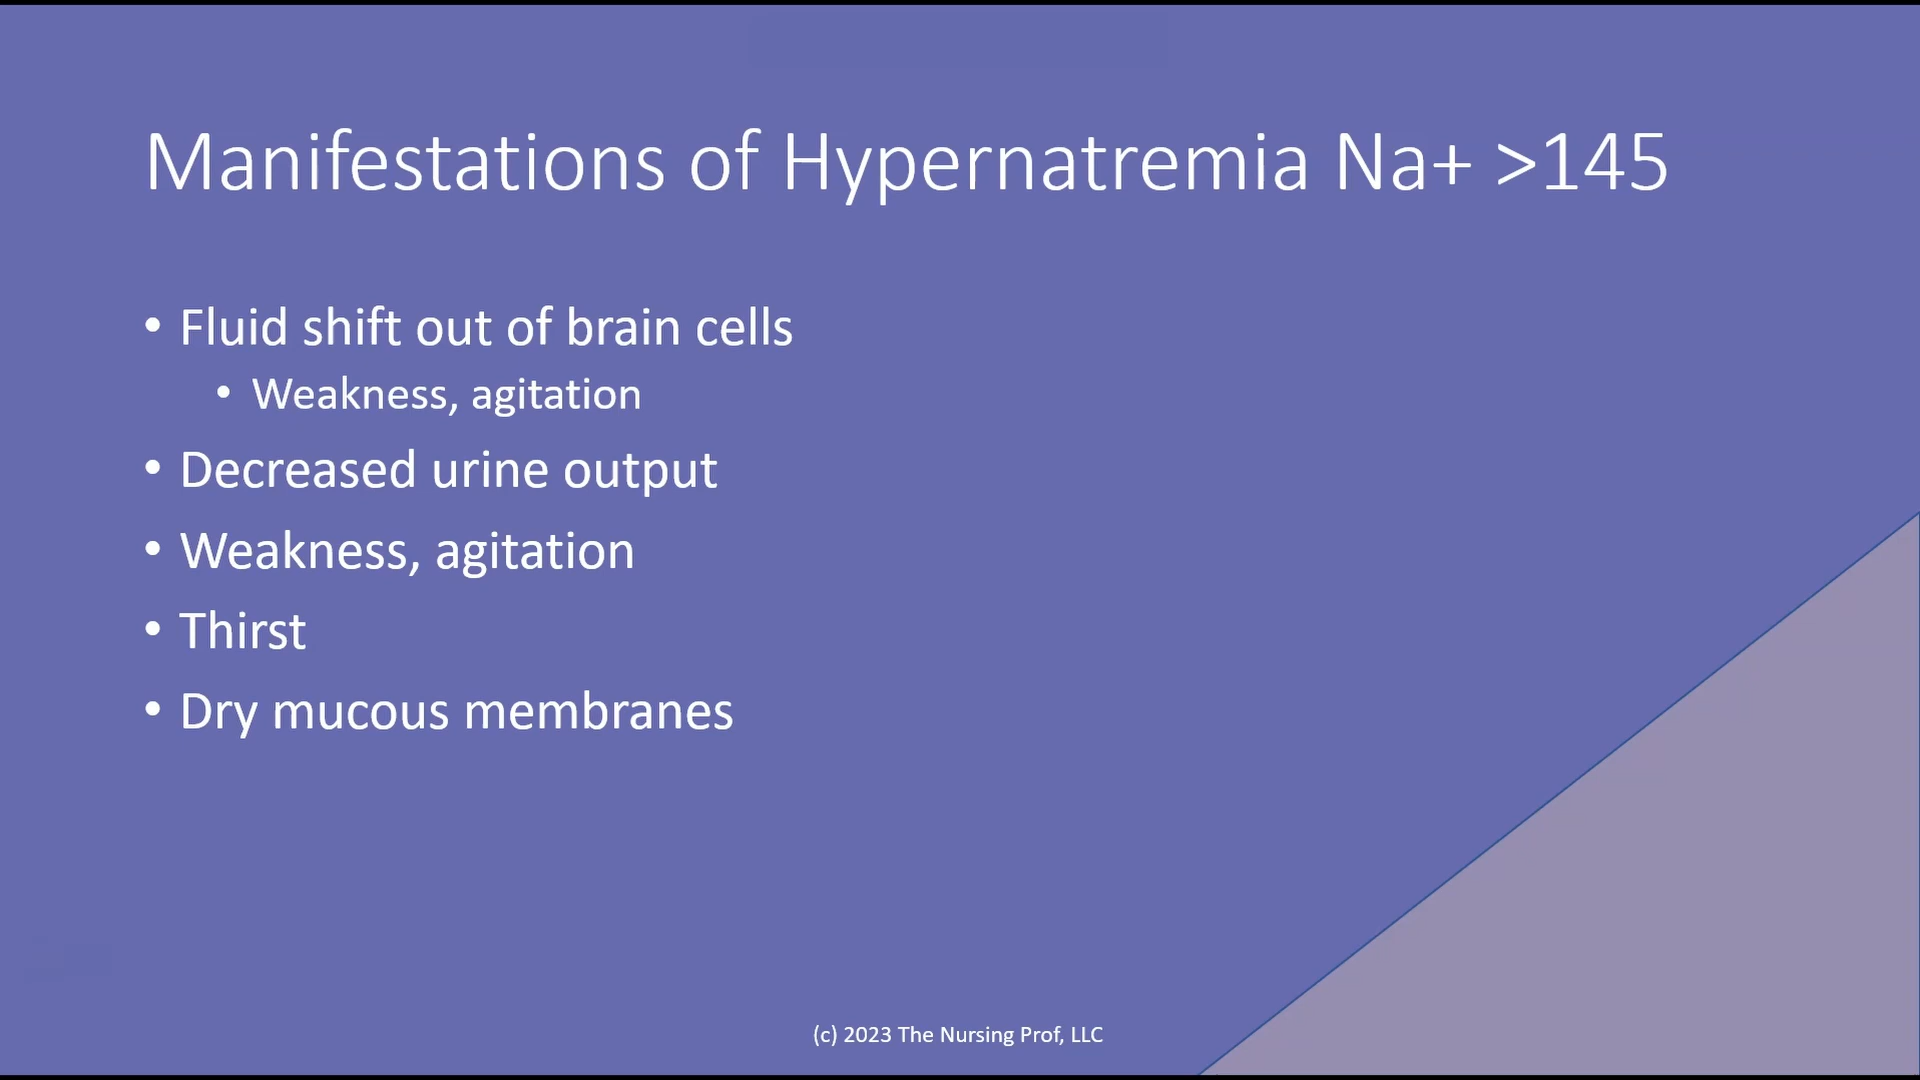 Manifestations of Hypernatremia Na+ >145
• Fluid shift out of brain cells
• Weakness, agitation
• Decreased urine output
• Weakness, agitation
• Thirst
• Dry mucous membranes
(c) 2023 The Nursing Prof, LLC